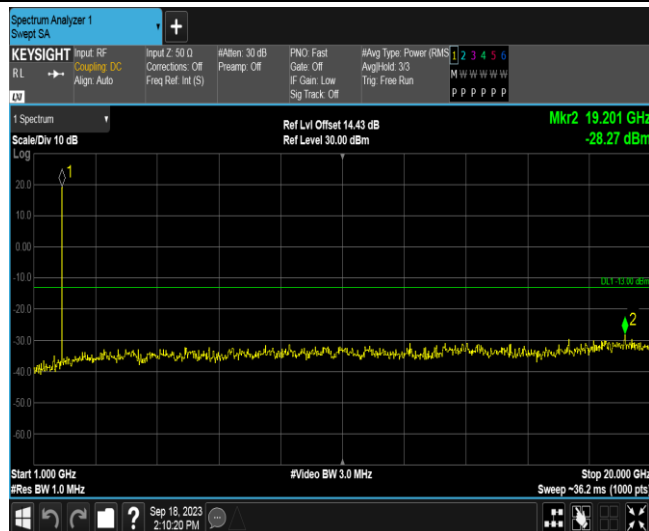 Spectrum Analyzer 1
Swept SA
KEYSIGHT
RL
Input: RF
Coupling: DC
Align: Auto
Input Z: 50 Ω
Corrections: Off
Freq Ref: Int (S)
#Atten: 30 dB
Preamp: Off
PNO: Fast
Gate: Off
IF Gain: Low
Sig Track: Off
#Avg Type: Power (RMS
Avg|Hold: 3/3
Trig: Free Run
1 2 3 4 5 6
M W W W W W
P P P P P P
1 Spectrum
Scale/Div 10 dB
Ref Lvl Offset 14.43 dB
Ref Level 30.00 dBm
Mkr2 19.201 GHz
-28.27 dBm
Log
1
20.0
10.0
0.00
-10.0
DL1 -13.00 dBm
-20.0
2
-30.0
-40.0
-50.0
-60.0
Start 1.000 GHz
#Video BW 3.0 MHz
Stop 20.000 GHz
#Res BW 1.0 MHz
Sweep ~36.2 ms (1000 pts)
?
Sep 18, 2023
2:10:20 PM